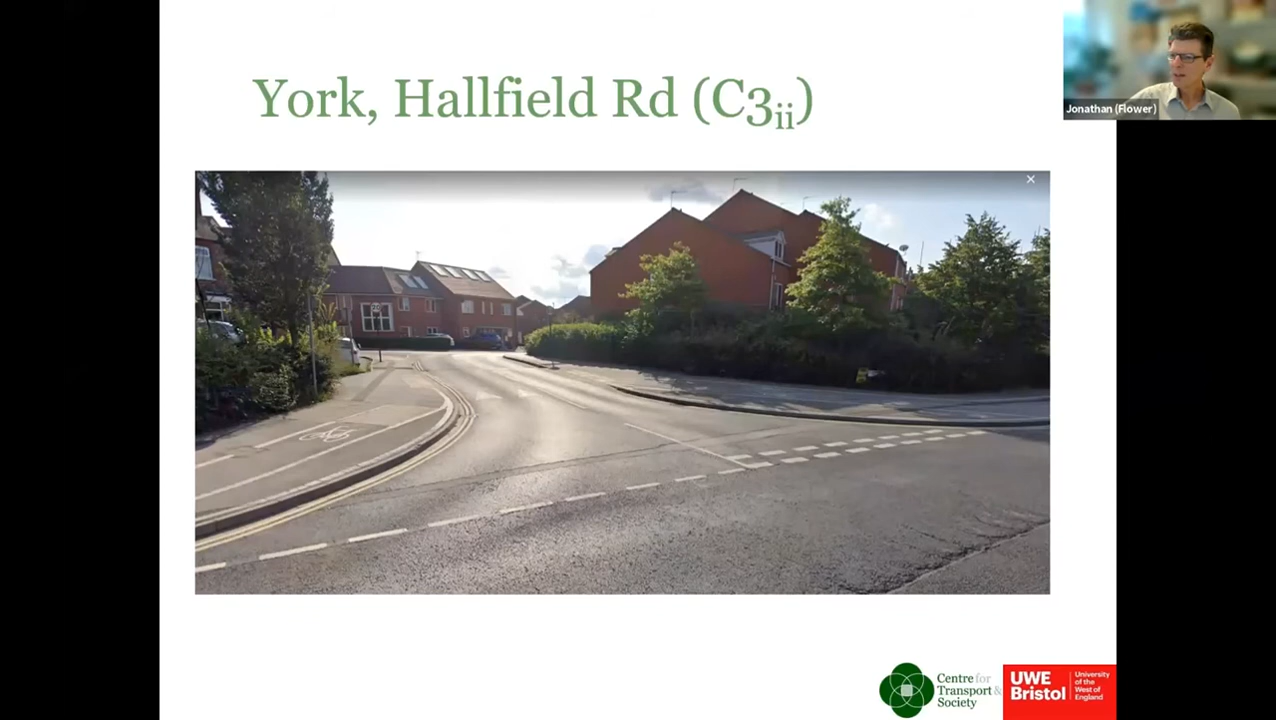 York, Hallfield Rd (C3ii)
Jonathan (Flower)
Centre for
Transport &
Society
UWE
Bristol
University
of the
West of
England